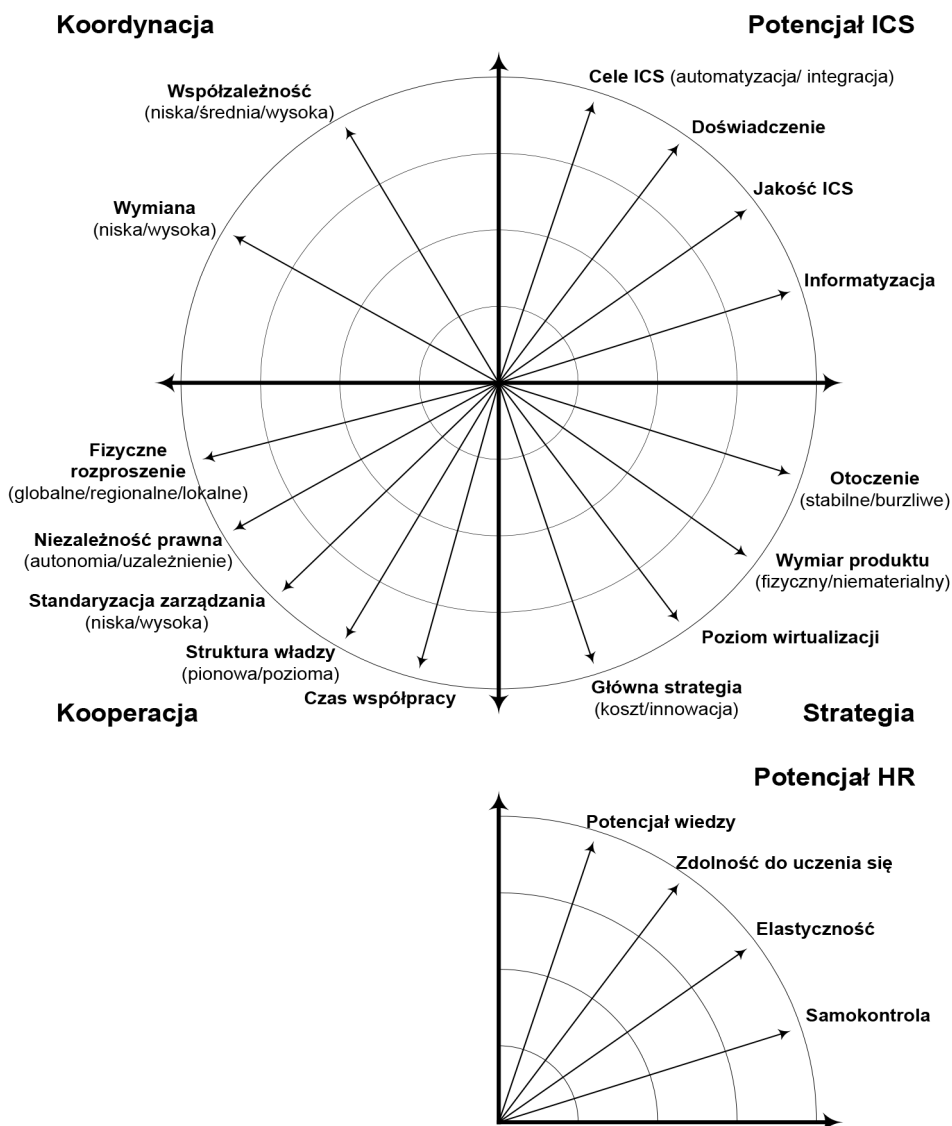 Koordynacja
Potencjał ICS
Cele ICS (automatyzacja/ integracja)
Współzależność
(niska/średnia/wysoka)
Doświadczenie
Jakość ICS
Wymiana
(niska/wysoka)
Informatyzacja
Fizyczne
rozproszenie
(globalne/regionalne/lokalne)
Otoczenie
(stabilne/burzliwe)
Niezależność prawna
(autonomia/uzależnienie)
Wymiar produktu
(fizyczny/niematerialny)
Standaryzacja zarządzania
(niska/wysoka)
Poziom wirtualizacji
Struktura władzy
(pionowa/pozioma)
Czas współpracy
Główna strategia
(koszt/innowacja)
Kooperacja
Strategia
Potencjał HR
Potencjał wiedzy
Zdolność do uczenia się
Elastyczność
Samokontrola